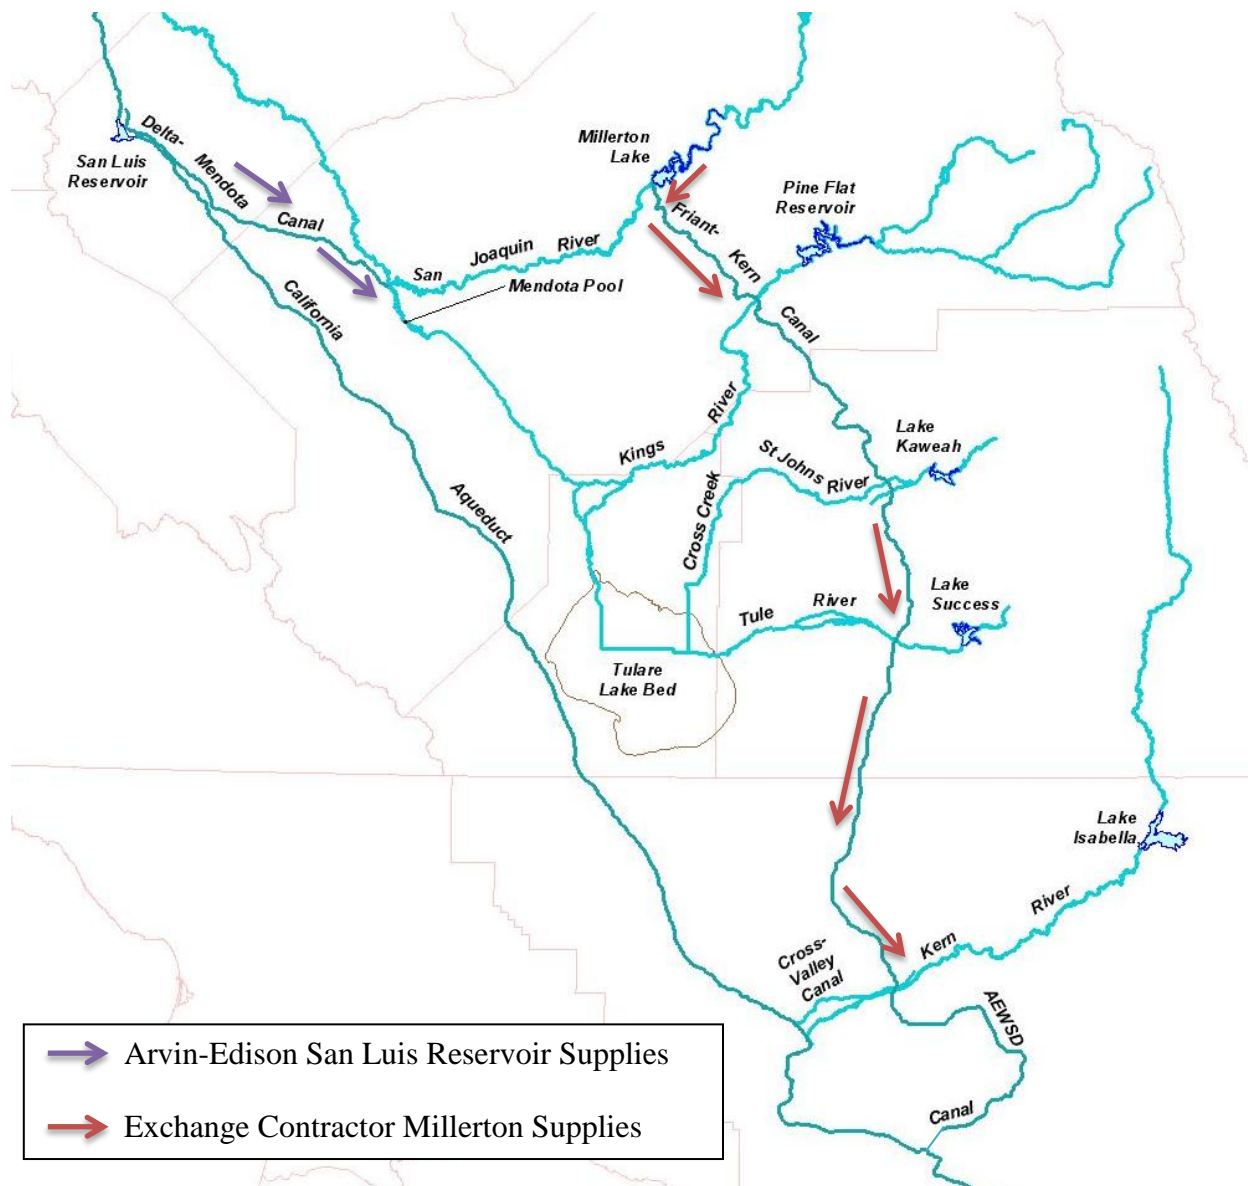 Millerton
Lake
Delta-
Mendota
Canal
San Luis
Reservoir
Pine Flat
Reservoir
Friant-
Kern
Canal
San
Joaquin
River
Mendota Pool
California
Aqueduct
Kings
River
Lake
Kaweah
St Johns
River
Cross Creek
Lake
Success
Tule
River
Tulare
Lake Bed
Lake
Isabella
Kern
River
Cross-
Valley
Canal
AEWSD
Canal
Arvin-Edison San Luis Reservoir Supplies
Exchange Contractor Millerton Supplies